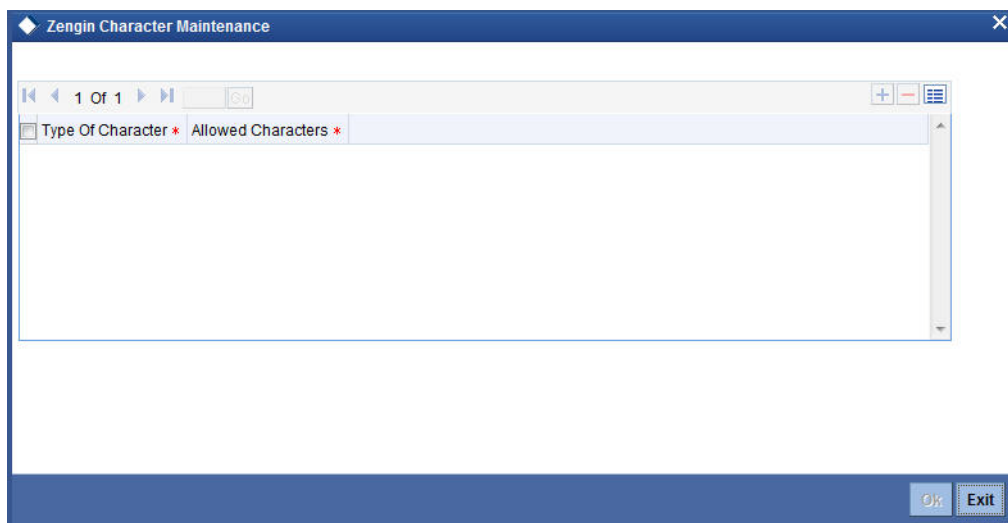 Zengin Character Maintenance
1 Of 1 Go
Type Of Character * Allowed Characters *
Ok Exit